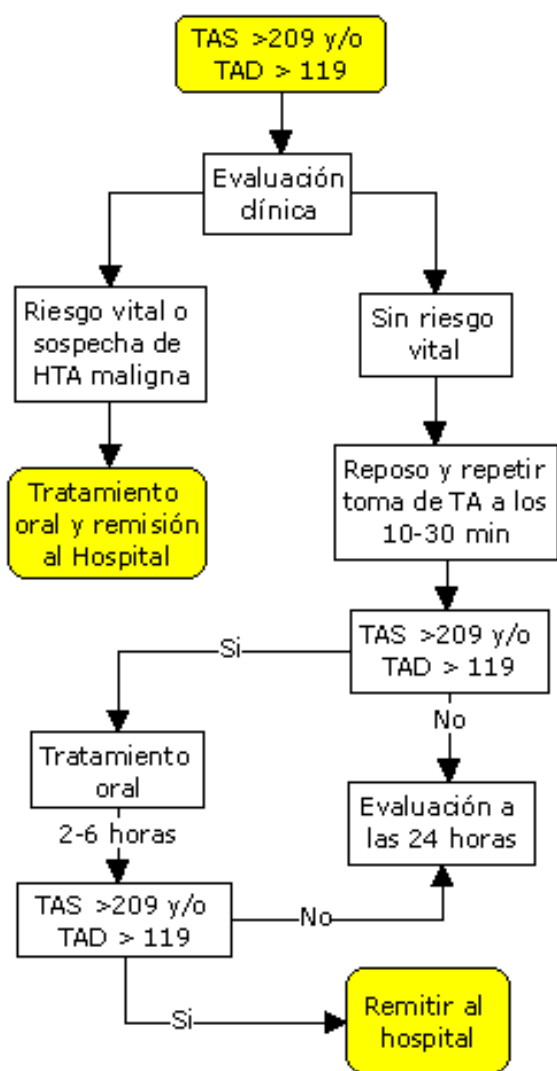 TAS >209 y/o
TAD > 119
Evaluación
clínica
Riesgo vital o
sospecha de
HTA maligna
Sin riesgo
vital
Tratamiento
oral y remisión
al Hospital
Reposo y repetir
toma de TA a los
10-30 min
TAS >209 y/o
TAD > 119
Si
No
Tratamiento
oral
Evaluación a
las 24 horas
2-6 horas
TAS >209 y/o
TAD > 119
No
Si
Remitir al
hospital